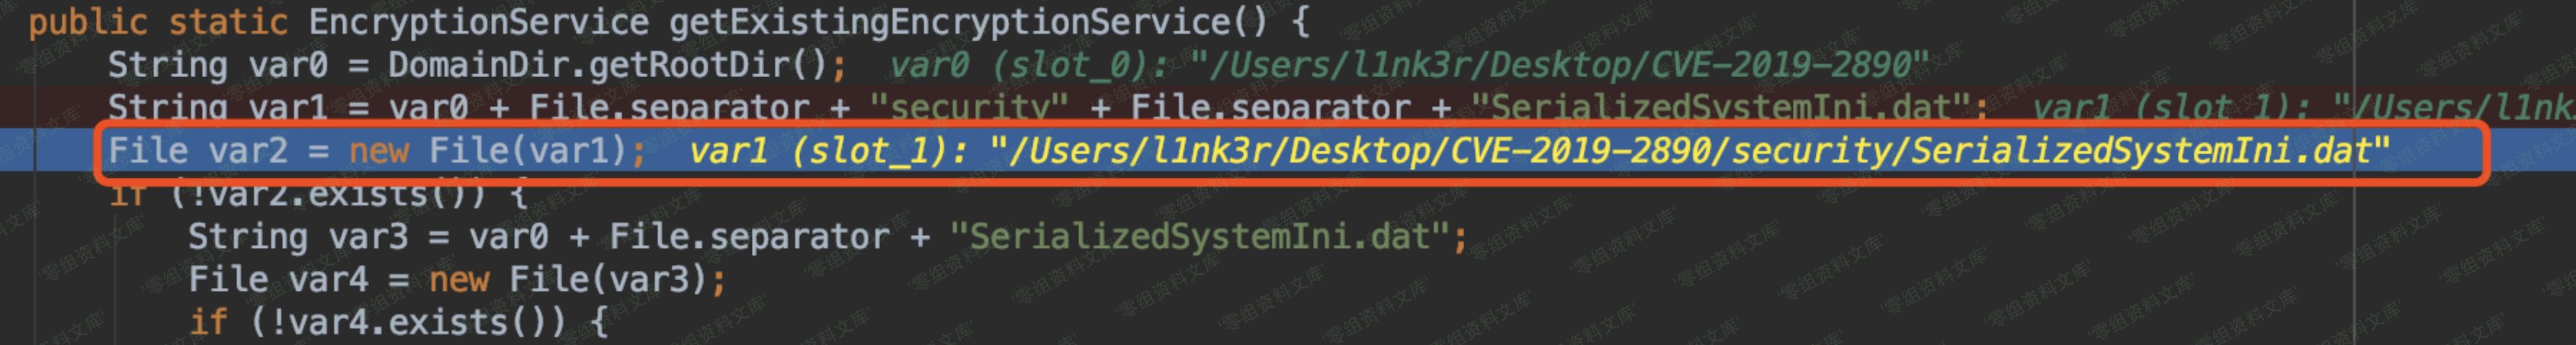 public static EncryptionService getExistingEncryptionService() {
String var0 = DomainDir.getRootDir();  var0 (slot_0): "/Users/l1nk3r/Desktop/CVE-2019-2890"
String var1 = var0 + File.separator + "security" + File.separator + "SerializedSystemIni.dat";  var1 (slot_1): "/Users/l1nk3
File var2 = new File(var1);  var1 (slot_1): "/Users/l1nk3r/Desktop/CVE-2019-2890/security/SerializedSystemIni.dat"
if (!var2.exists()) {
String var3 = var0 + File.separator + "SerializedSystemIni.dat";
File var4 = new File(var3);
if (!var4.exists()) {
零组资料文库